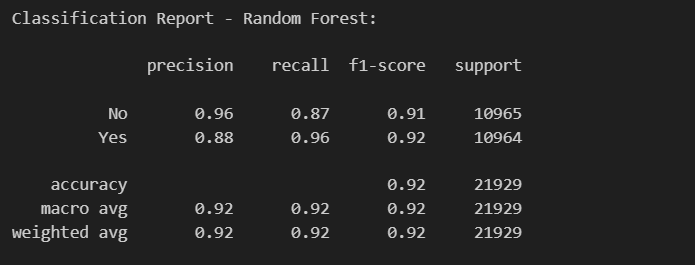 Classification Report - Random Forest:
precision recall f1-score support
No 0.96 0.87 0.91 10965
Yes 0.88 0.96 0.92 10964
accuracy 0.92 21929
macro avg 0.92 0.92 0.92 21929
weighted avg 0.92 0.92 0.92 21929